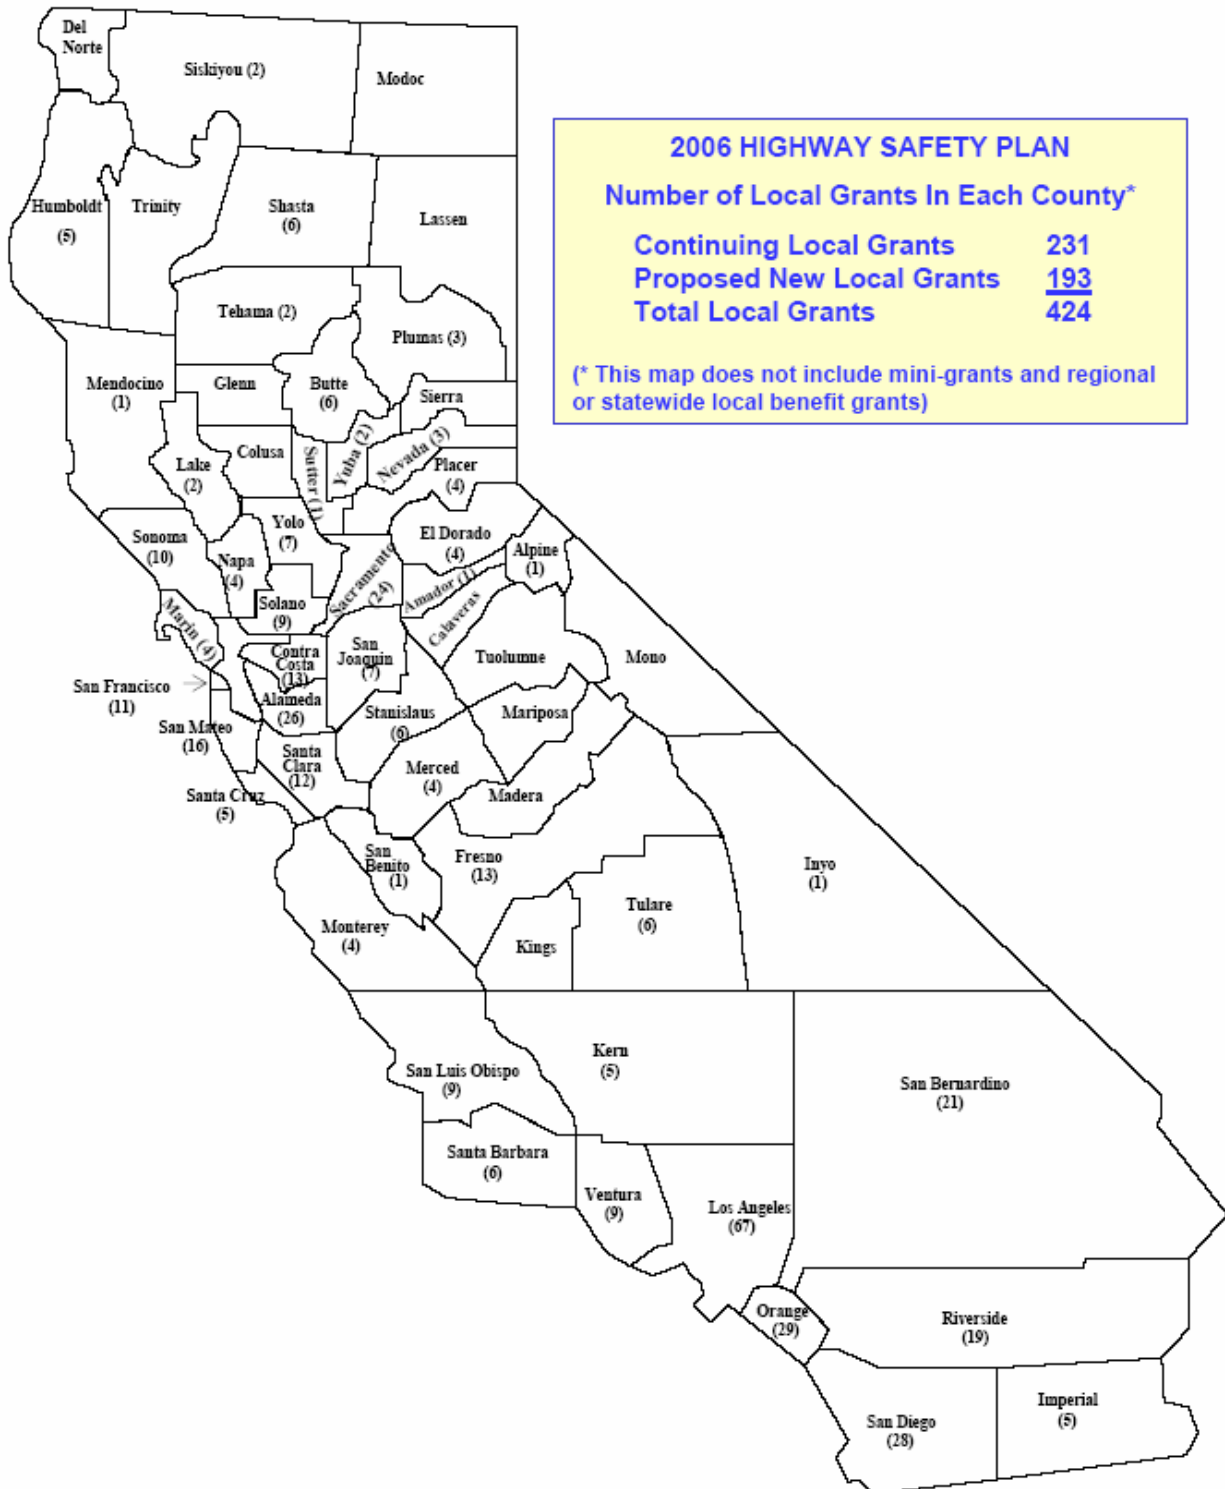 Del
Norte
Siskiyou (2)
Modoc
2006 HIGHWAY SAFETY PLAN
Number of Local Grants In Each County*
Continuing Local Grants 231
Proposed New Local Grants 193
Total Local Grants 424
(* This map does not include mini-grants and regional
or statewide local benefit grants)
Humboldt
(5)
Trinity
Shasta
(6)
Lassen
Tehama (2)
Plumas (3)
Mendocino
(1)
Glenn
Butte
(6)
Sierra
Lake
(2)
Colusa
Sutter (1)
Yuba (2)
Nevada (3)
Placer
(4)
Sonoma
(10)
Napa
(4)
Yolo
(7)
Sacramento
(24)
El Dorado
(4)
Alpine
(1)
Amador (1)
Calaveras
Solano
(9)
Marin (4)
Contra
Costa
(13)
San
Joaquin
(7)
Tuolumne
Mono
San Francisco
(11)
Alameda
(26)
Stanislaus
(6)
Mariposa
San Mateo
(16)
Santa
Clara
(12)
Merced
(4)
Madera
Santa Cruz
(5)
San
Benito
(1)
Fresno
(13)
Inyo
(1)
Monterey
(4)
Kings
Tulare
(6)
San Luis Obispo
(9)
Kern
(5)
San Bernardino
(21)
Santa Barbara
(6)
Ventura
(9)
Los Angeles
(67)
Orange
(29)
Riverside
(19)
San Diego
(28)
Imperial
(5)